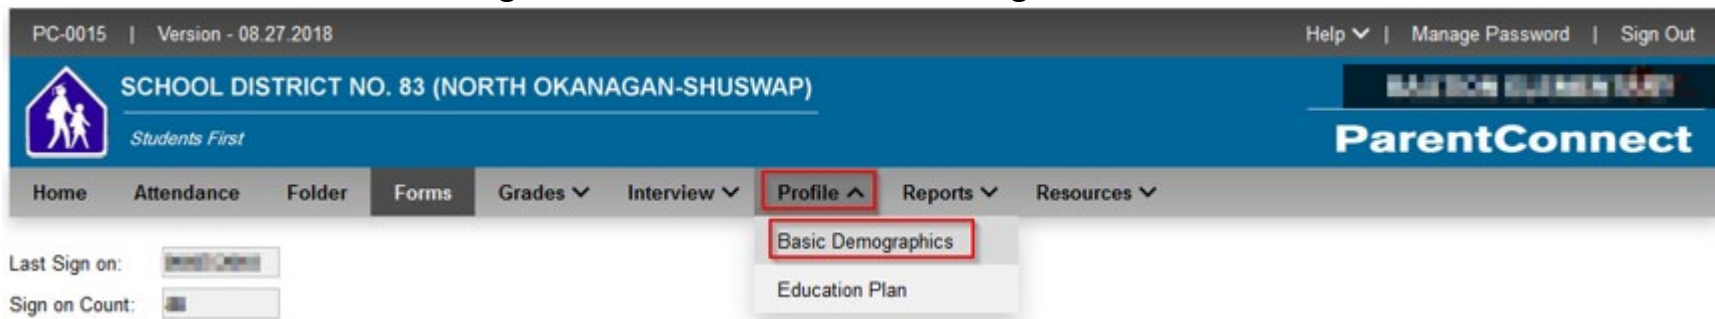 PC-0015 | Version - 08.27.2018 Help | Manage Password | Sign Out
SCHOOL DISTRICT NO. 83 (NORTH OKANAGAN-SHUSWAP)
Students First
ParentConnect
Home Attendance Folder Forms Grades Interview Profile Reports Resources
Basic Demographics
Education Plan
Last Sign on:
Sign on Count: